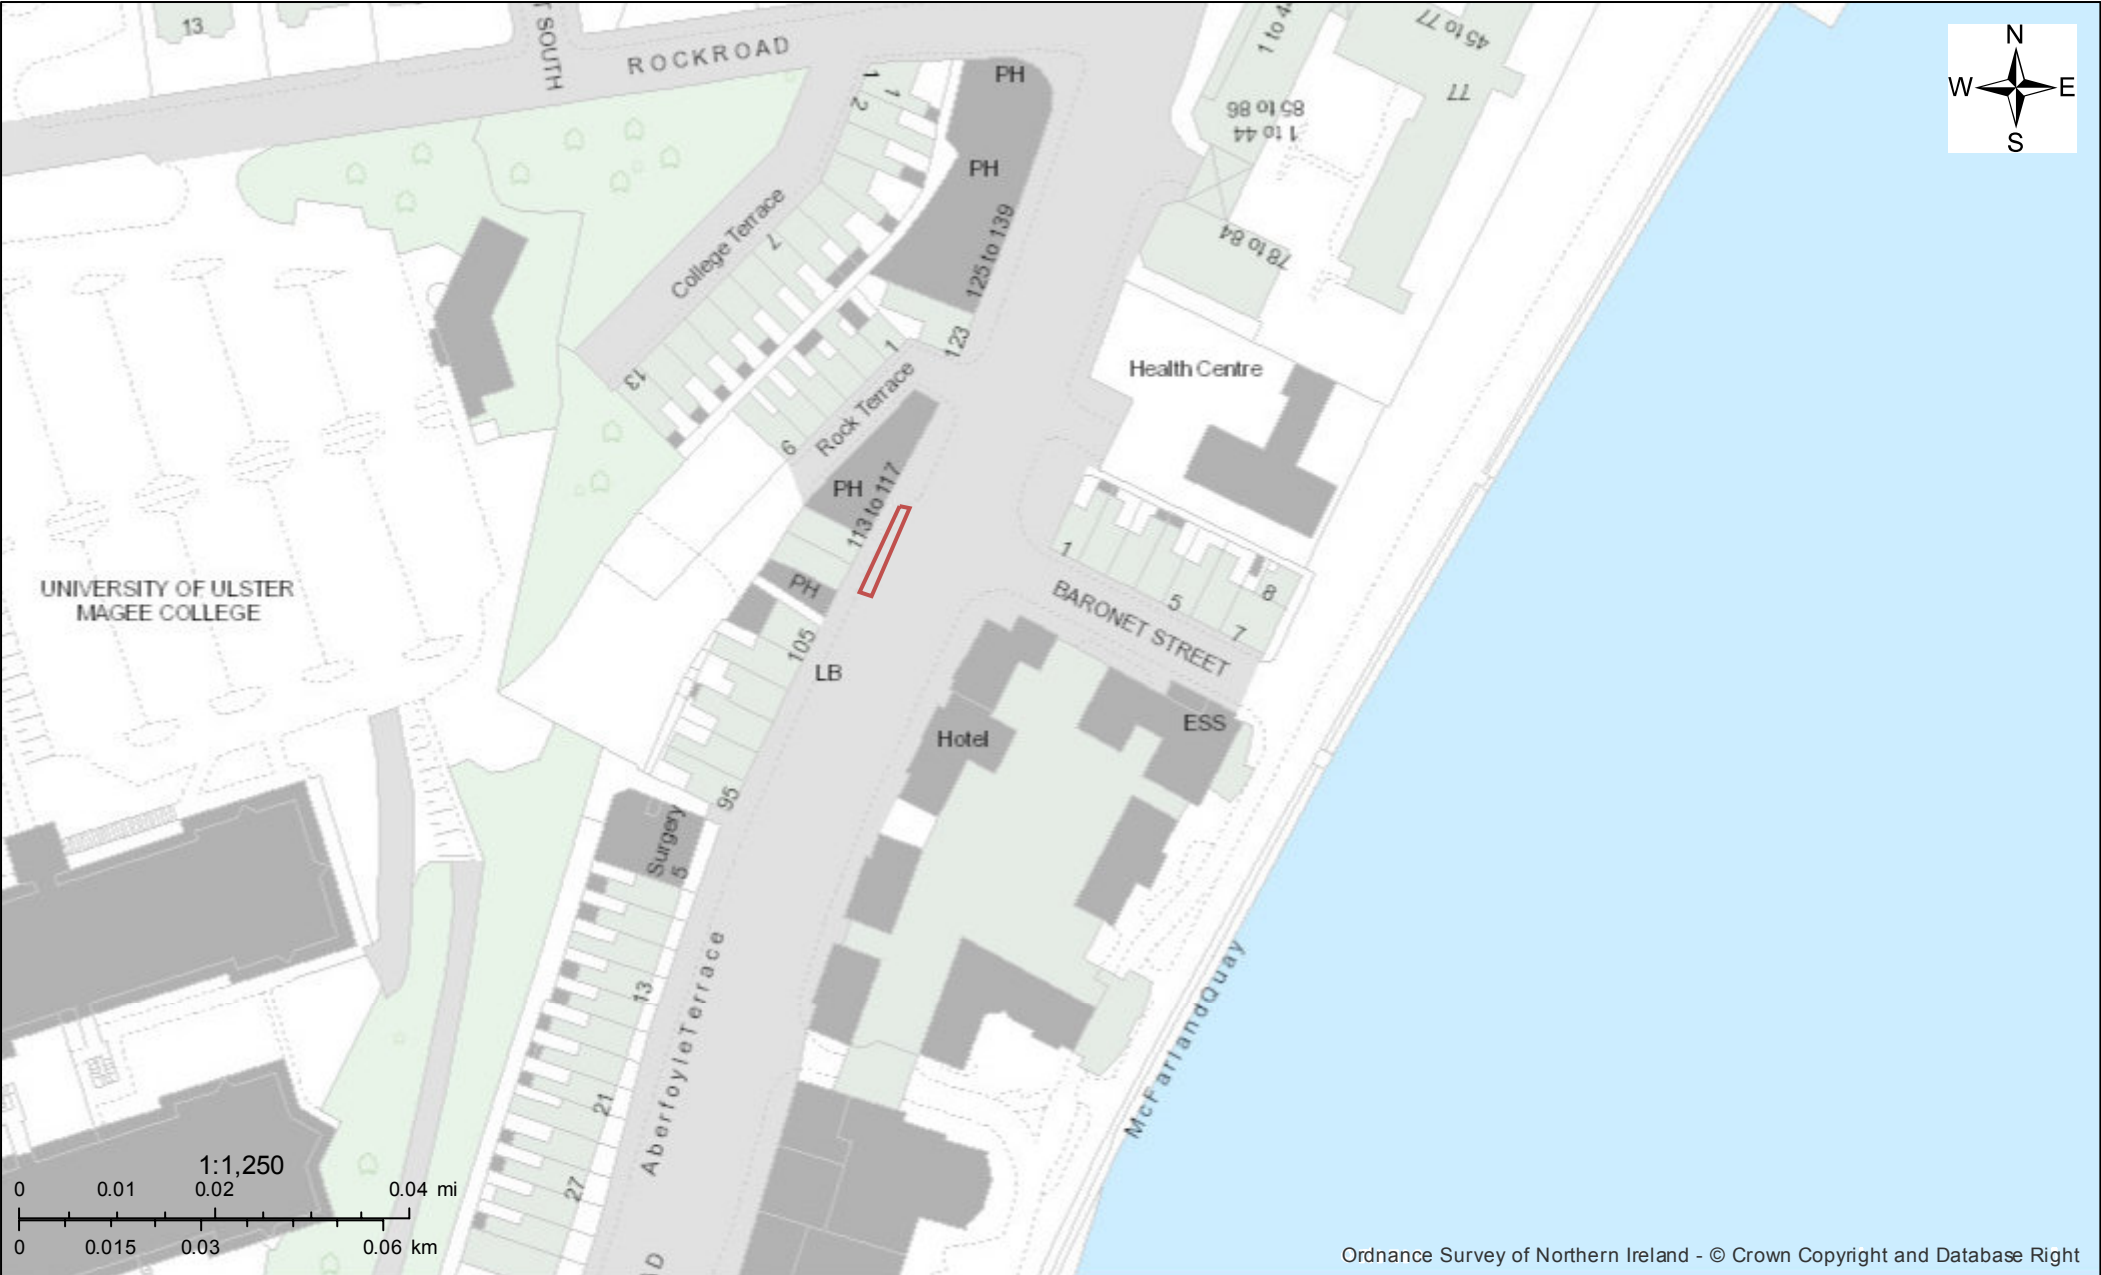 13
T SOUTH
ROCKROAD
1
2
1
PH
1 to 44
45 to 77
77
N
W E
S
85 to 86
1 to 44
PH
College Terrace
7
125 to 139
78 to 84
123
1
13
Health Centre
Rock Terrace
9
PH
113 to 117
UNIVERSITY OF ULSTER
MAGEE COLLEGE
PH
1
5
8
7
BARONET STREET
105
LB
ESS
Hotel
95
Surgery
5
13
Aberfoyle Terrace
McFarland Quay
21
27
1:1,250
0 0.01 0.02 0.04 mi
0 0.015 0.03 0.06 km
Ordnance Survey of Northern Ireland - © Crown Copyright and Database Right